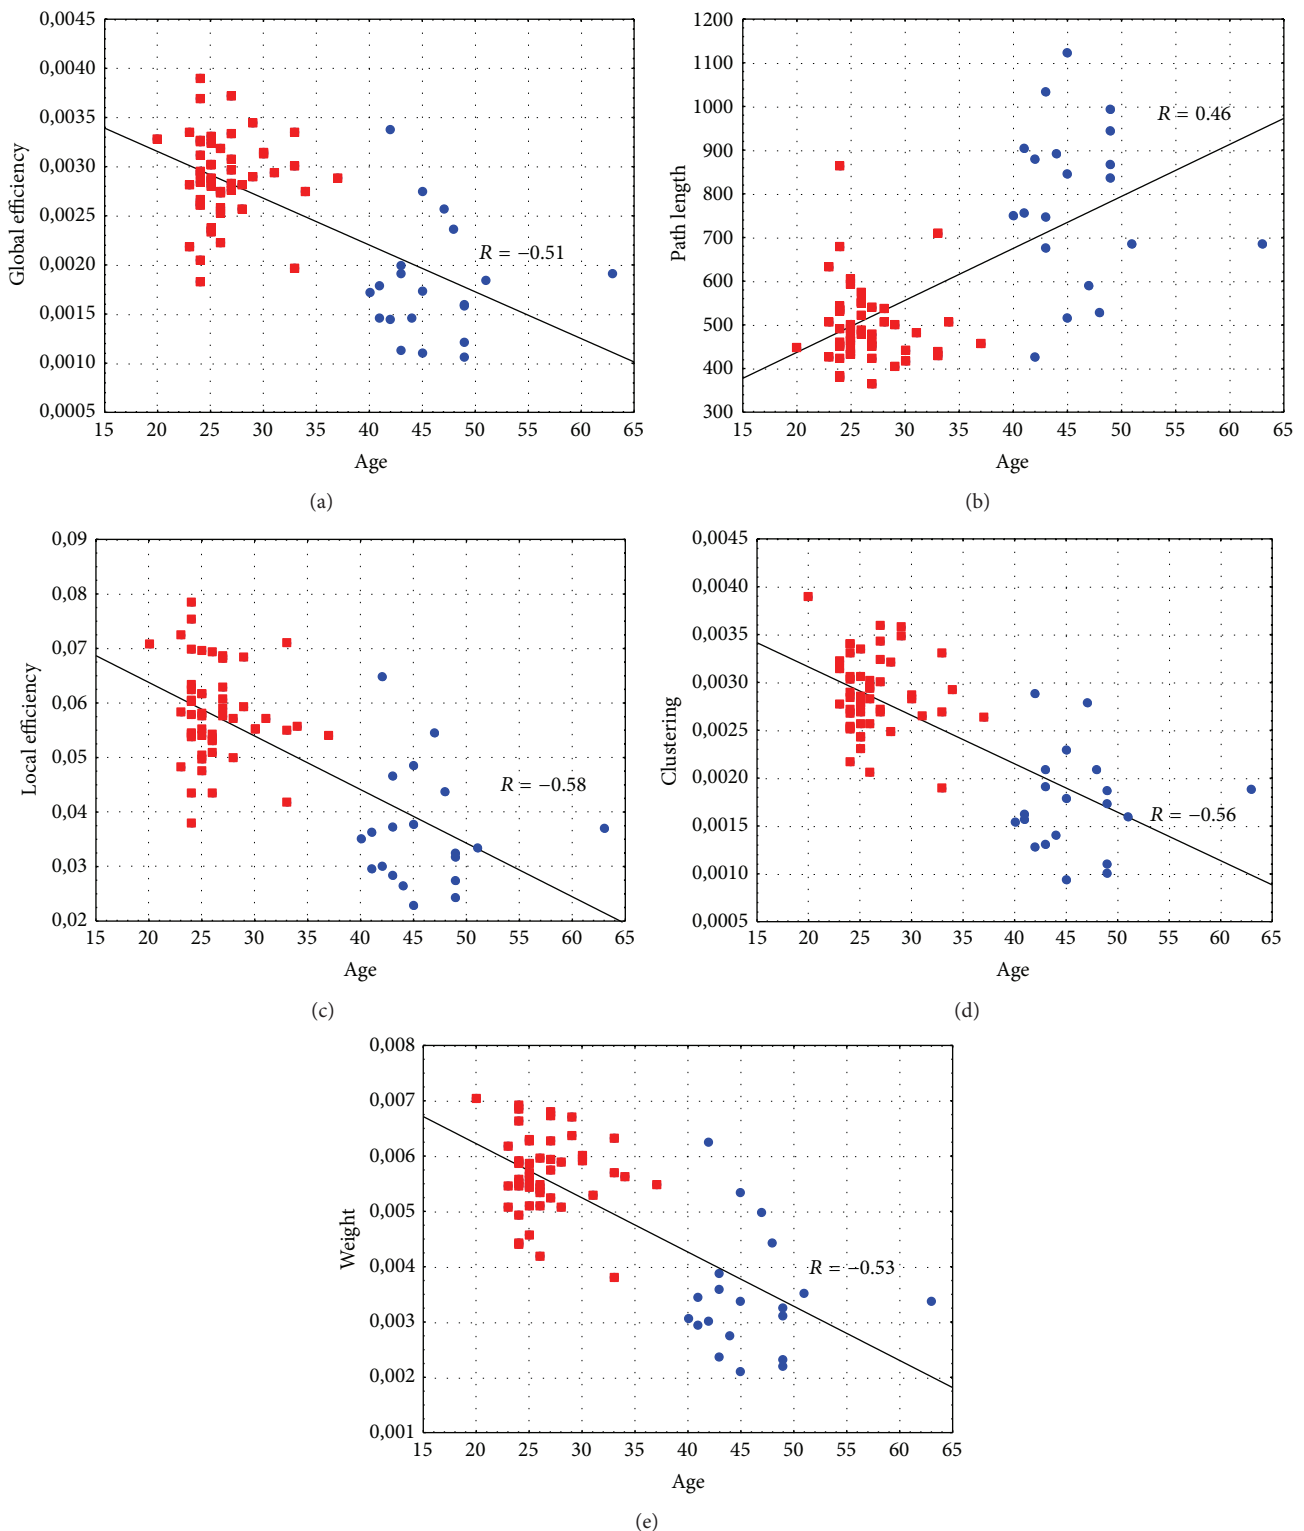 0,0045
0,0040
0,0035
0,0030
0,0025
0,0020
0,0015
0,0010
0,0005
Global efficiency
R = −0.51
15 20 25 30 35 40 45 50 55 60 65
Age
(a)
1200
1100
1000
900
800
700
600
500
400
300
Path length
R = 0.46
15 20 25 30 35 40 45 50 55 60 65
Age
(b)
0,09
0,08
0,07
0,06
0,05
0,04
0,03
0,02
Local efficiency
R = −0.58
15 20 25 30 35 40 45 50 55 60 65
Age
(c)
0,0045
0,0040
0,0035
0,0030
0,0025
0,0020
0,0015
0,0010
0,0005
Clustering
R = −0.56
15 20 25 30 35 40 45 50 55 60 65
Age
(d)
0,008
0,007
0,006
0,005
0,004
0,003
0,002
0,001
Weight
R = −0.53
15 20 25 30 35 40 45 50 55 60 65
Age
(e)